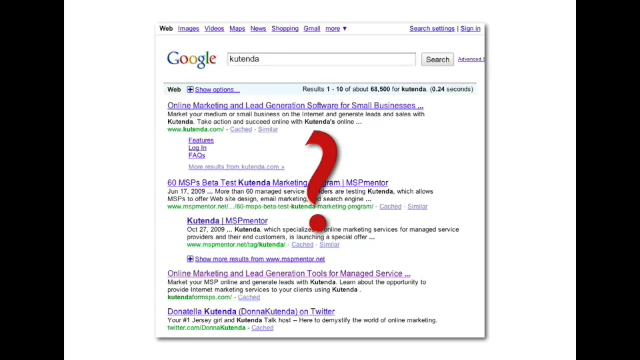 Web Images Videos Maps News Shopping Gmail more ▼ Search settings | Sign in
Google kutenda Search Advanced S
Web Show options... Results 1 - 10 of about 68,500 for kutenda. (0.24 seconds)
Online Marketing and Lead Generation Software for Small Businesses ...
Market your medium or small business on the Internet and generate leads and sales with
Kutenda. Take action and succeed online with Kutenda's online ...
www.kutenda.com/ - Cached - Similar
Features
Log In
FAQs
More results from kutenda.com »
60 MSPs Beta Test Kutenda Marketing Program | MSPmentor
Jun 17, 2009 ... More than 60 managed service are testing Kutenda, which allows
MSPs to offer Web site design, email marketing, and search engine ...
www.mspmentor.net/.../60-msps-beta-test-kutenda-marketing-program/ - Cached - Similar
Kutenda | MSPmentor
Oct 27, 2009 ... Kutenda, which specializes online marketing services for managed service
providers and their end customers, is launching a special offer ...
www.mspmentor.net/tag/kutenda/ - Cached - Similar
Show more results from www.mspmentor.net
Online Marketing and Lead Generation Tools for Managed Service ...
Market your MSP online and generate leads with Kutenda. Learn about the opportunity to
provide Internet marketing services to your clients using Kutenda .
kutendaformsps.com/ - Cached
Donatella Kutenda (DonnaKutenda) on Twitter
Your #1 Jersey girl and Kutenda Talk host -- Here to demystify the world of online marketing.
twitter.com/DonnaKutenda - Cached
?